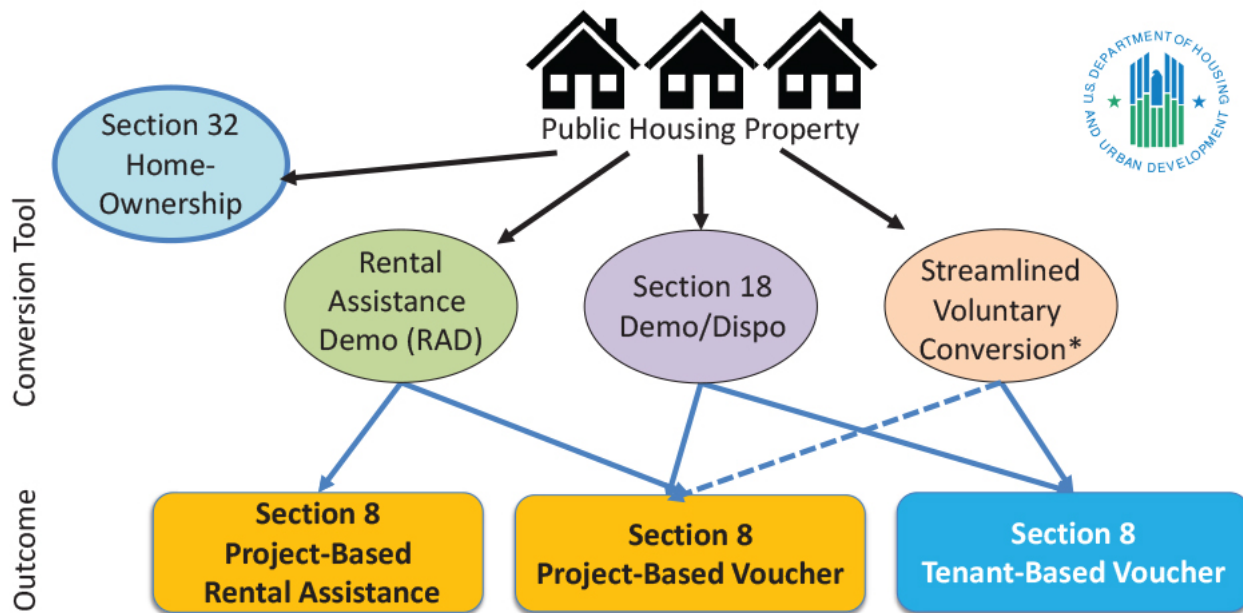 Public Housing Property
U.S. DEPARTMENT OF HOUSING
AND URBAN DEVELOPMENT
Section 32
Home-
Ownership
Conversion Tool
Rental
Assistance
Demo (RAD)
Section 18
Demo/Dispo
Streamlined
Voluntary
Conversion*
Outcome
Section 8
Project-Based
Rental Assistance
Section 8
Project-Based Voucher
Section 8
Tenant-Based Voucher